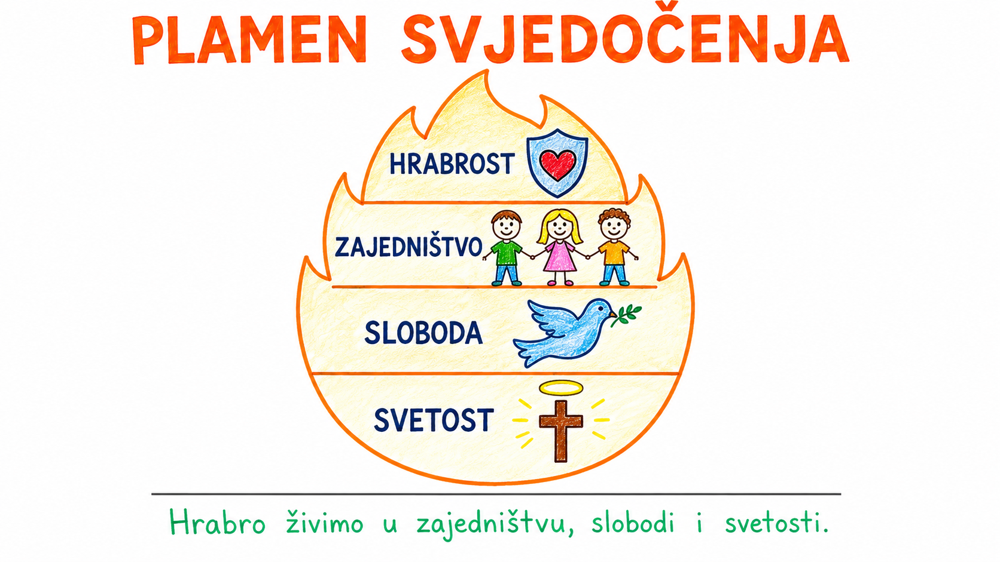 PLAMEN SVJEDOČENJA
HRABROST
ZAJEDNIŠTVO
SLOBODA
SVETOST
Hrabro živimo u zajedništvu, slobodi i svetosti.